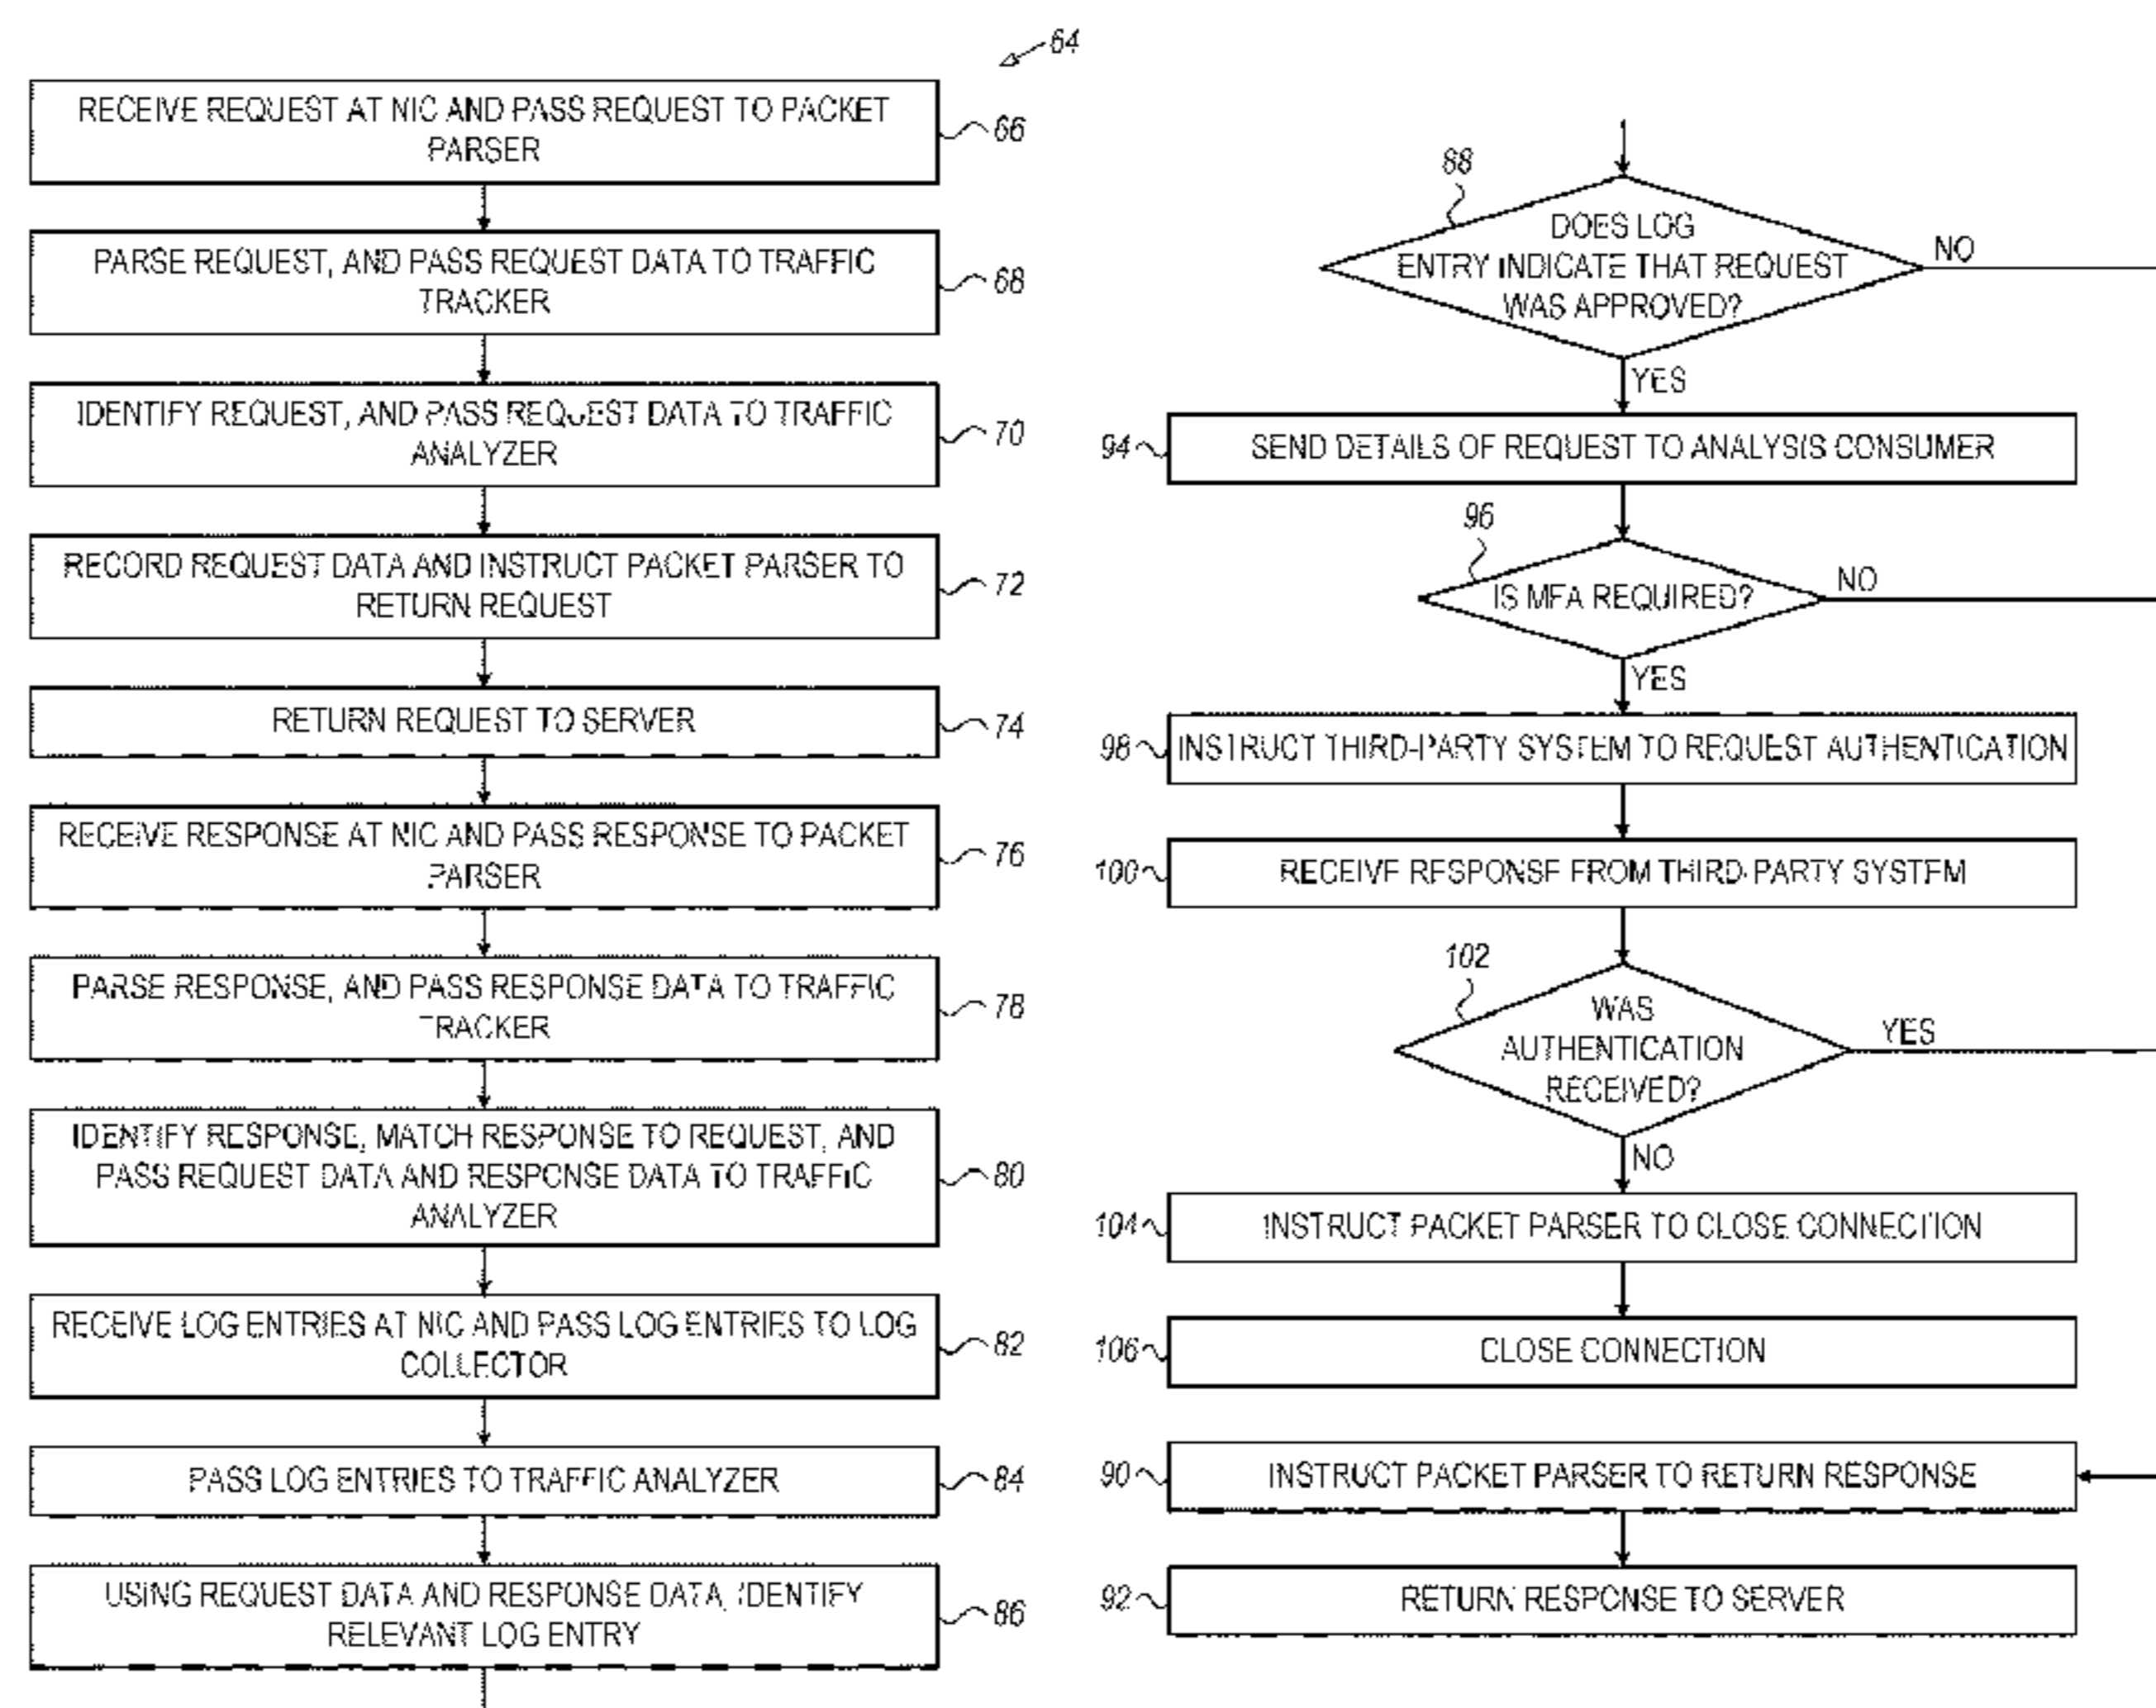 64
RECEIVE REQUEST AT NIC AND PASS REQUEST TO PACKET
PARSER
66
PARSE REQUEST, AND PASS REQUEST DATA TO TRAFFIC
TRACKER
68
IDENTIFY REQUEST, AND PASS REQUEST DATA TO TRAFFIC
ANALYZER
70
RECORD REQUEST DATA AND INSTRUCT PACKET PARSER TO
RETURN REQUEST
72
RETURN REQUEST TO SERVER
74
RECEIVE RESPONSE AT NIC AND PASS RESPONSE TO PACKET
PARSER
76
PARSE RESPONSE, AND PASS RESPONSE DATA TO TRAFFIC
TRACKER
78
IDENTIFY RESPONSE, MATCH RESPONSE TO REQUEST, AND
PASS REQUEST DATA AND RESPONSE DATA TO TRAFFIC
ANALYZER
80
RECEIVE LOG ENTRIES AT NIC AND PASS LOG ENTRIES TO LOG
COLLECTOR
82
PASS LOG ENTRIES TO TRAFFIC ANALYZER
84
USING REQUEST DATA AND RESPONSE DATA, IDENTIFY
RELEVANT LOG ENTRY
86
88
DOES LOG
ENTRY INDICATE THAT REQUEST
WAS APPROVED?
NO
YES
94
SEND DETAILS OF REQUEST TO ANALYSIS CONSUMER
96
IS MFA REQUIRED?
NO
YES
98
INSTRUCT THIRD-PARTY SYSTEM TO REQUEST AUTHENTICATION
100
RECEIVE RESPONSE FROM THIRD-PARTY SYSTEM
102
WAS
AUTHENTICATION
RECEIVED?
YES
NO
104
INSTRUCT PACKET PARSER TO CLOSE CONNECTION
106
CLOSE CONNECTION
90
INSTRUCT PACKET PARSER TO RETURN RESPONSE
92
RETURN RESPONSE TO SERVER